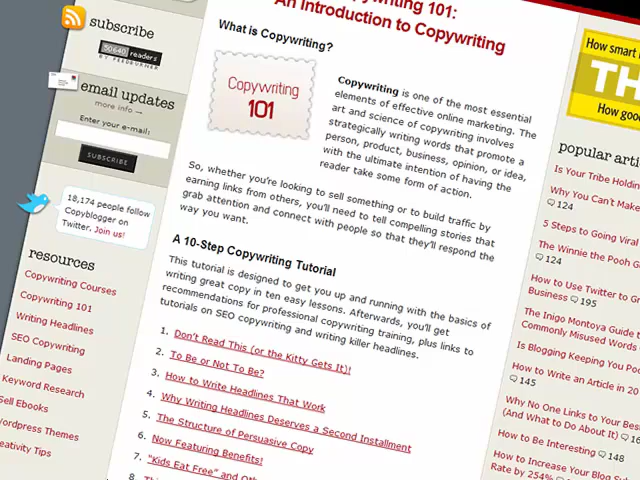 subscribe
50640 readers
BY FEEDBURNER
email updates
more info →
Enter your e-mail:
SUBSCRIBE
18,174 people follow
Copyblogger on
Twitter. Join us!
resources
Copywriting Courses
Copywriting 101
Writing Headlines
SEO Copywriting
Landing Pages
Keyword Research
Sell Ebooks
Wordpress Themes
Creativity Tips
101:
An Introduction to Copywriting
What is Copywriting?
Copywriting
101
Copywriting is one of the most essential
elements of effective online marketing. The
art and science of copywriting involves
strategically writing words that promote a
person, product, business, opinion, or idea,
with the ultimate intention of having the
reader take some form of action.
So, whether you're looking to sell something or to build traffic by
earning links from others, you'll need to tell compelling stories that
grab attention and connect with people so that they'll respond the
way you want.
A 10-Step Copywriting Tutorial
This tutorial is designed to get you up and running with the basics of
writing great copy in ten easy lessons. Afterwards, you'll get
recommendations for professional copywriting training, plus links to
tutorials on SEO copywriting and writing killer headlines.
1. Don't Read This (or the Kitty Gets It)!
2. To Be or Not To Be?
3. How to Write Headlines That Work
4. Why Writing Headlines Deserves a Second Installment
5. The Structure of Persuasive Copy
6. Now Featuring Benefits!
7. "Kids Eat Free" and
8.
How smart
TH
How good
popular
Is Your Tribe
Why You Can't Make
124
5 Steps to Going Viral
The Winnie the Pooh
124
How to Use Twitter to
Business 195
The Inigo Montoya Guide to
Commonly Misused Words
Is Blogging Keeping You
145
How to Write an Article in 20
Why No One Links to Your
(And What to Do About It)
How to Be Interesting 148
How to Increase Your Blog
Rate by 254%